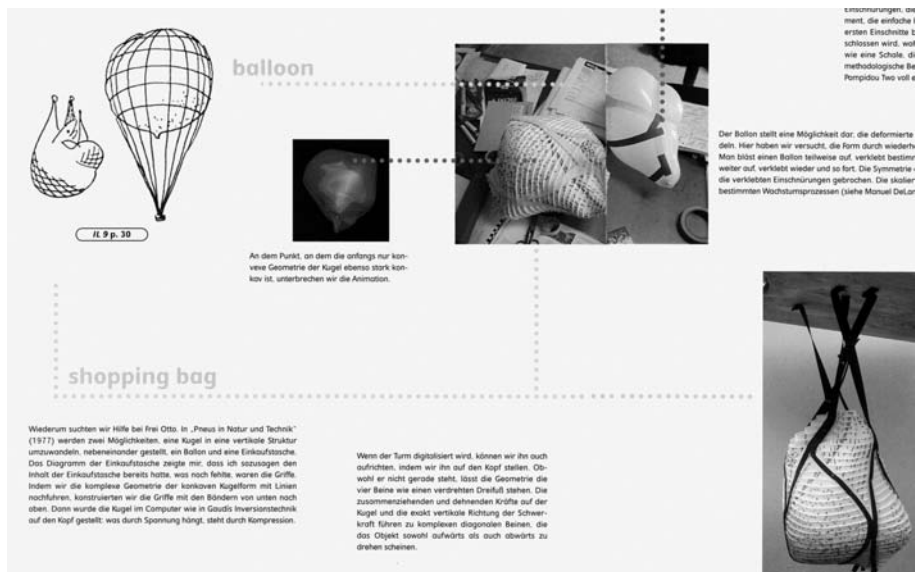 Einschnürungen, die
ment, die einfache
ersten Einschnitte
schlossen wird,
wie eine Schale,
methodologische
Pompidou Two voll
balloon
Der Ballon stellt eine Möglichkeit dar, die deformierte
deln. Hier haben wir versucht, die Form durch
Man bläst einen Ballon teilweise auf, verklebt
weiter auf, verklebt wieder und so fort. Die Symmetrie
die verklebten Einschnürungen gebrochen. Die
bestimmten Wachstumsprozessen (siehe Manuel
IL 9 p. 30
An dem Punkt, an dem die anfangs nur kon-
vexe Geometrie der Kugel ebenso stark kon-
kav ist, unterbrechen wir die Animation.
shopping bag
Wiederum suchten wir Hilfe bei Frei Otto. In „Pneus in Natur und Technik“
(1977) werden zwei Möglichkeiten, eine Kugel in eine vertikale Struktur
umzuwandeln, nebeneinander gestellt, ein Ballon und eine Einkaufstasche.
Das Diagramm der Einkaufstasche zeigte mir, dass ich sozusagen den
Inhalt der Einkaufstasche bereits hatte, was noch fehlte, waren die Griffe.
Indem wir die komplexe Geometrie der konkaven Kugelform mit Linien
nachfuhren, konstruierten wir die Griffe mit den Bändern von unten nach
oben. Dann wurde die Kugel im Computer wie in Gaudís Inversionstechnik
auf den Kopf gestellt: was durch Spannung hängt, steht durch Kompression.
Wenn der Turm digitalisiert wird, können wir ihn auch
aufrichten, indem wir ihn auf den Kopf stellen. Ob-
wohl er nicht gerade steht, lässt die Geometrie die
vier Beine wie einen verdrehten Dreifuß stehen. Die
zusammenziehenden und dehnenden Kräfte auf der
Kugel und die exakt vertikale Richtung der Schwer-
kraft führen zu komplexen diagonalen Beinen, die
das Objekt sowohl aufwärts als auch abwärts zu
drehen scheinen.